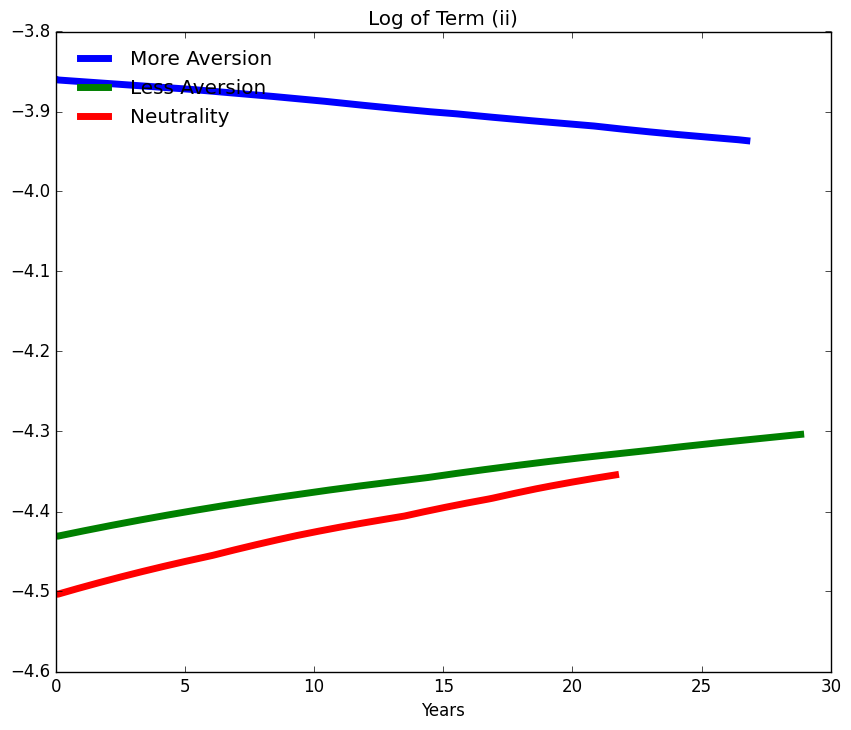 Log of Term (ii)
−3.8
−3.9
−4.0
−4.1
−4.2
−4.3
−4.4
−4.5
−4.6
More Aversion
Less Aversion
Neutrality
0 5 10 15 20 25 30
Years